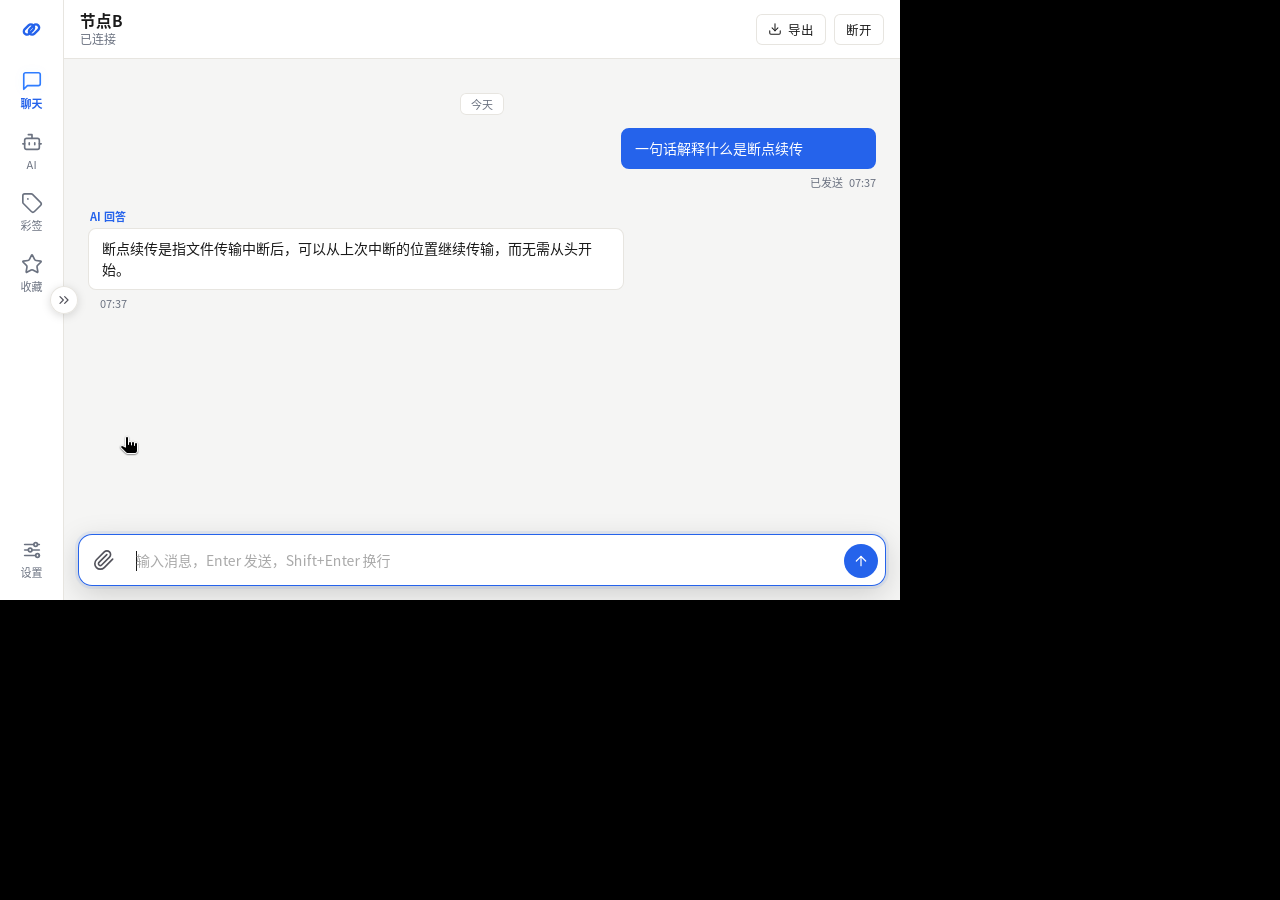 节点B
已连接
导出
断开
聊天
AI
彩签
收藏
设置
今天
一句话解释什么是断点续传
已发送 07:37
AI 回答
断点续传是指文件传输中断后，可以从上次中断的位置继续传输，而无需从头开
始。
07:37
输入消息，Enter 发送，Shift+Enter 换行